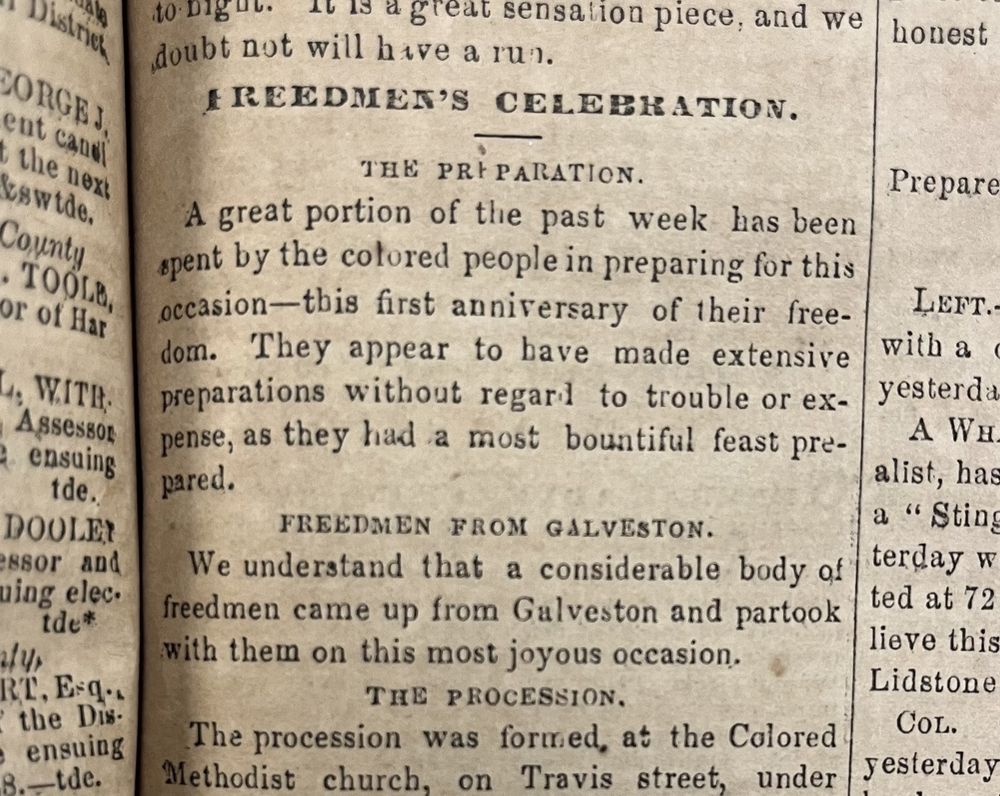 District,
EORGE J.
ent candi
t the next
&swtde.
County
. TOOLE,
or of Har
L. WITH.
Assessor
ensuing
tde.
DOOLEY
essor and
uing elec-
tde*
RT, Esq.,
the Dis-
ensuing
8.—tde.
to-night. It is a great sensation piece, and we
doubt not will have a run.
FREEDMEN'S CELEBRATION.
THE PREPARATION.
A great portion of the past week has been
spent by the colored people in preparing for this
occasion—this first anniversary of their free-
dom. They appear to have made extensive
preparations without regard to trouble or ex-
pense, as they had a most bountiful feast pre-
pared.
FREEDMEN FROM GALVESTON.
We understand that a considerable body of
freedmen came up from Galveston and partook
with them on this most joyous occasion.
THE PROCESSION.
The procession was formed, at the Colored
Methodist church, on Travis street, under
honest
Prepare
LEFT.-
with a
yesterda
A WHA
alist, has
a "Sting
terday w
ted at 72
lieve this
Lidstone
COL.
yesterday